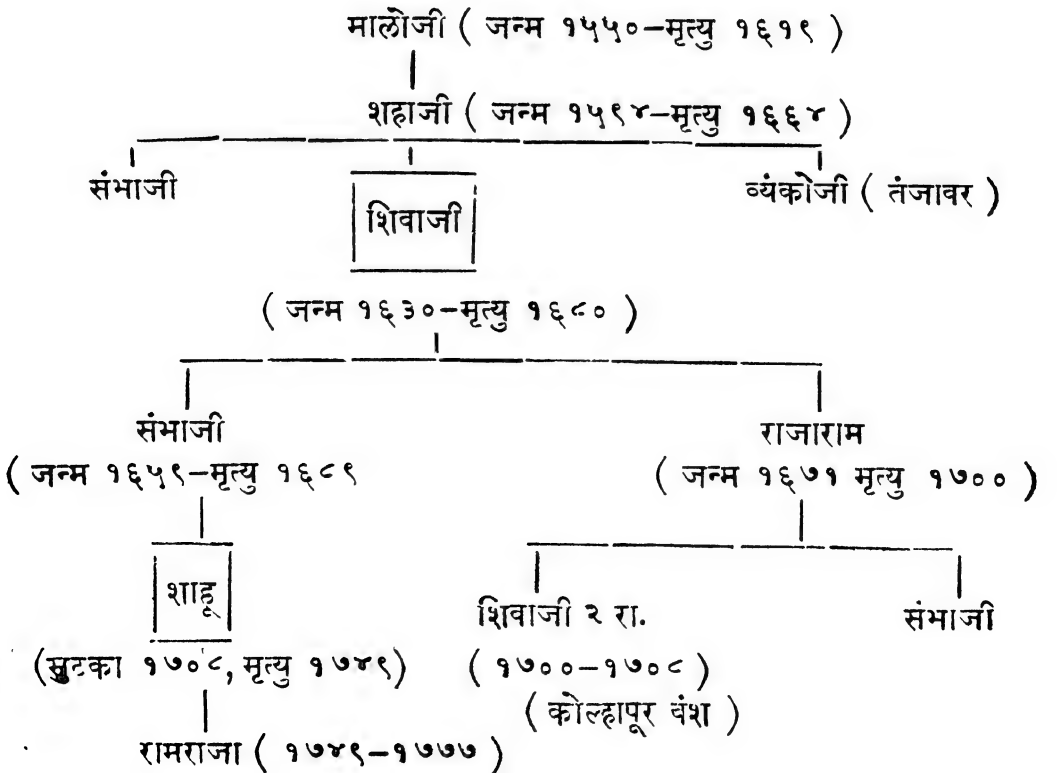 मालोजी ( जन्म १५५०–मृत्यु १६१९ )
शहाजी ( जन्म १५९४–मृत्यु १६६४ )
संभाजी शिवाजी व्यंकोजी ( तंजावर )
( जन्म १६३०–मृत्यु १६८० )
संभाजी राजाराम
( जन्म १६५९–मृत्यु १६८९ ( जन्म १६७१ मृत्यु १७०० )
शाहू शिवाजी २ रा. संभाजी
(सुटका १७०८, मृत्यु १७४९) ( १७००–१७०८ )
( कोल्हापूर वंश )
रामराजा ( १७४९–१७७७ )